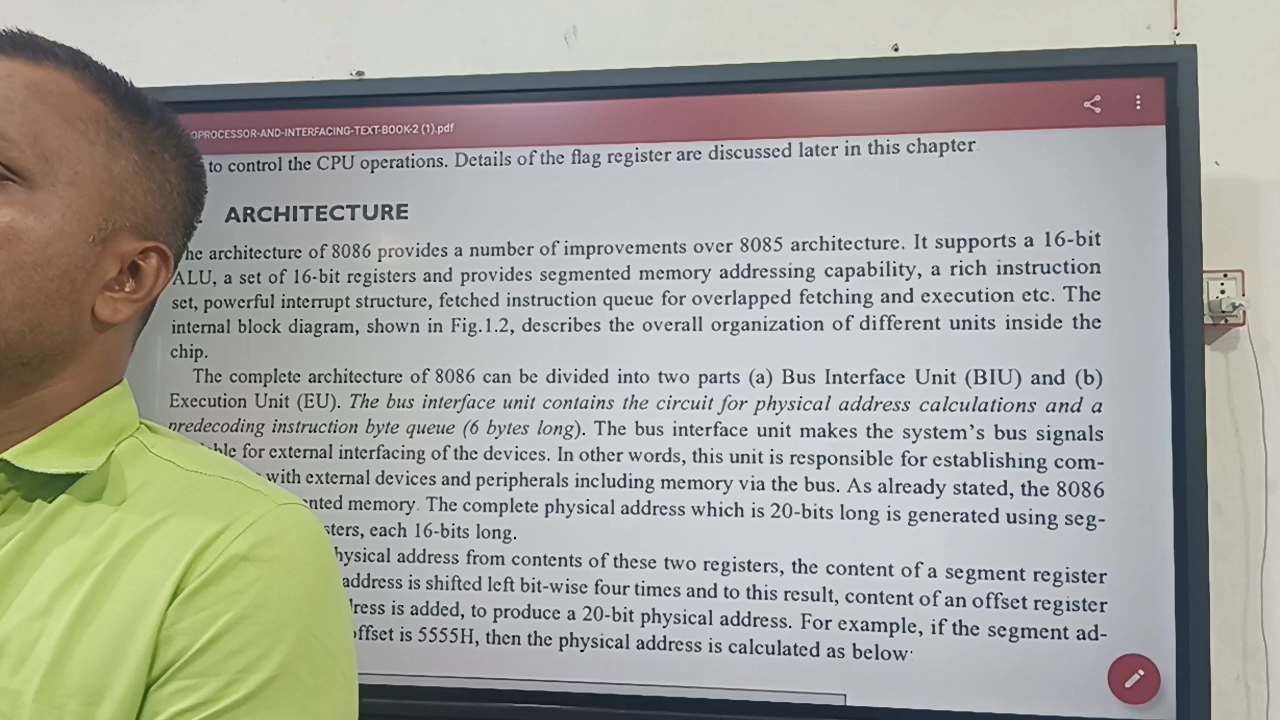 OPROCESSOR-AND-INTERFACING-TEXT-BOOK-2 (1).pdf
to control the CPU operations. Details of the flag register are discussed later in this chapter
ARCHITECTURE
he architecture of 8086 provides a number of improvements over 8085 architecture. It supports a 16-bit
ALU, a set of 16-bit registers and provides segmented memory addressing capability, a rich instruction
set, powerful interrupt structure, fetched instruction queue for overlapped fetching and execution etc. The
internal block diagram, shown in Fig.1.2, describes the overall organization of different units inside the
chip.
The complete architecture of 8086 can be divided into two parts (a) Bus Interface Unit (BIU) and (b)
Execution Unit (EU). The bus interface unit contains the circuit for physical address calculations and a
predecoding instruction byte queue (6 bytes long). The bus interface unit makes the system's bus signals
ble for external interfacing of the devices. In other words, this unit is responsible for establishing com-
with external devices and peripherals including memory via the bus. As already stated, the 8086
nted memory. The complete physical address which is 20-bits long is generated using seg-
sters, each 16-bits long.
hysical address from contents of these two registers, the content of a segment register
address is shifted left bit-wise four times and to this result, content of an offset register
ress is added, to produce a 20-bit physical address. For example, if the segment ad-
ffset is 5555H, then the physical address is calculated as below: